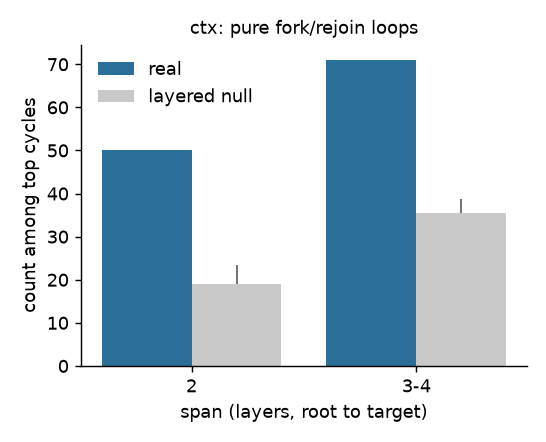 ctx: pure fork/rejoin loops
real
layered null
count among top cycles
70
60
50
40
30
20
10
0
2
3-4
span (layers, root to target)